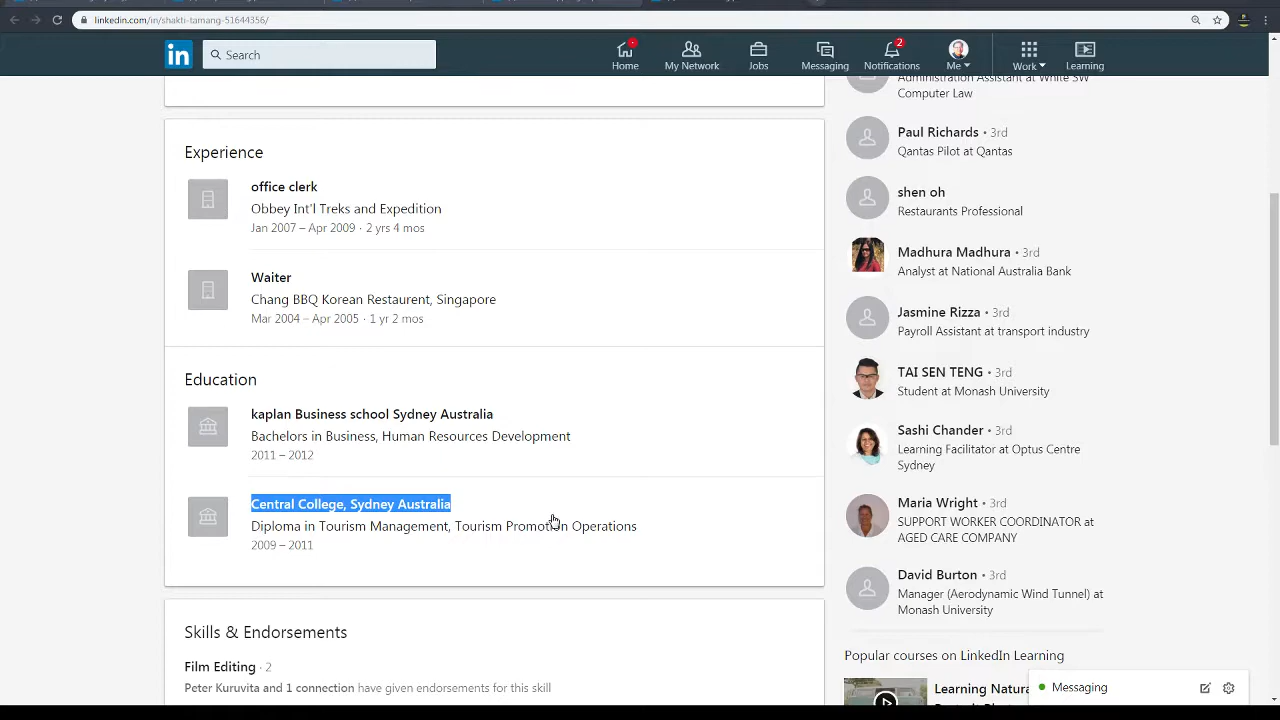 linkedin.com/in/shakti-tamang-51644356/
in
Search
Home
My Network
Jobs
Messaging
2
Notifications
Me
Work
Learning
Experience
office clerk
Obbey Int'l Treks and Expedition
Jan 2007 – Apr 2009 · 2 yrs 4 mos
Waiter
Chang BBQ Korean Restaurent, Singapore
Mar 2004 – Apr 2005 · 1 yr 2 mos
Education
kaplan Business school Sydney Australia
Bachelors in Business, Human Resources Development
2011 – 2012
Central College, Sydney Australia
Diploma in Tourism Management, Tourism Promotion Operations
2009 – 2011
Skills & Endorsements
Film Editing · 2
Peter Kuruvita and 1 connection have given endorsements for this skill
Administration Assistant at White SW
Computer Law
Paul Richards • 3rd
Qantas Pilot at Qantas
shen oh
Restaurants Professional
Madhura Madhura • 3rd
Analyst at National Australia Bank
Jasmine Rizza • 3rd
Payroll Assistant at transport industry
TAI SEN TENG • 3rd
Student at Monash University
Sashi Chander • 3rd
Learning Facilitator at Optus Centre
Sydney
Maria Wright • 3rd
SUPPORT WORKER COORDINATOR at
AGED CARE COMPANY
David Burton • 3rd
Manager (Aerodynamic Wind Tunnel) at
Monash University
Popular courses on LinkedIn Learning
Learning
Messaging